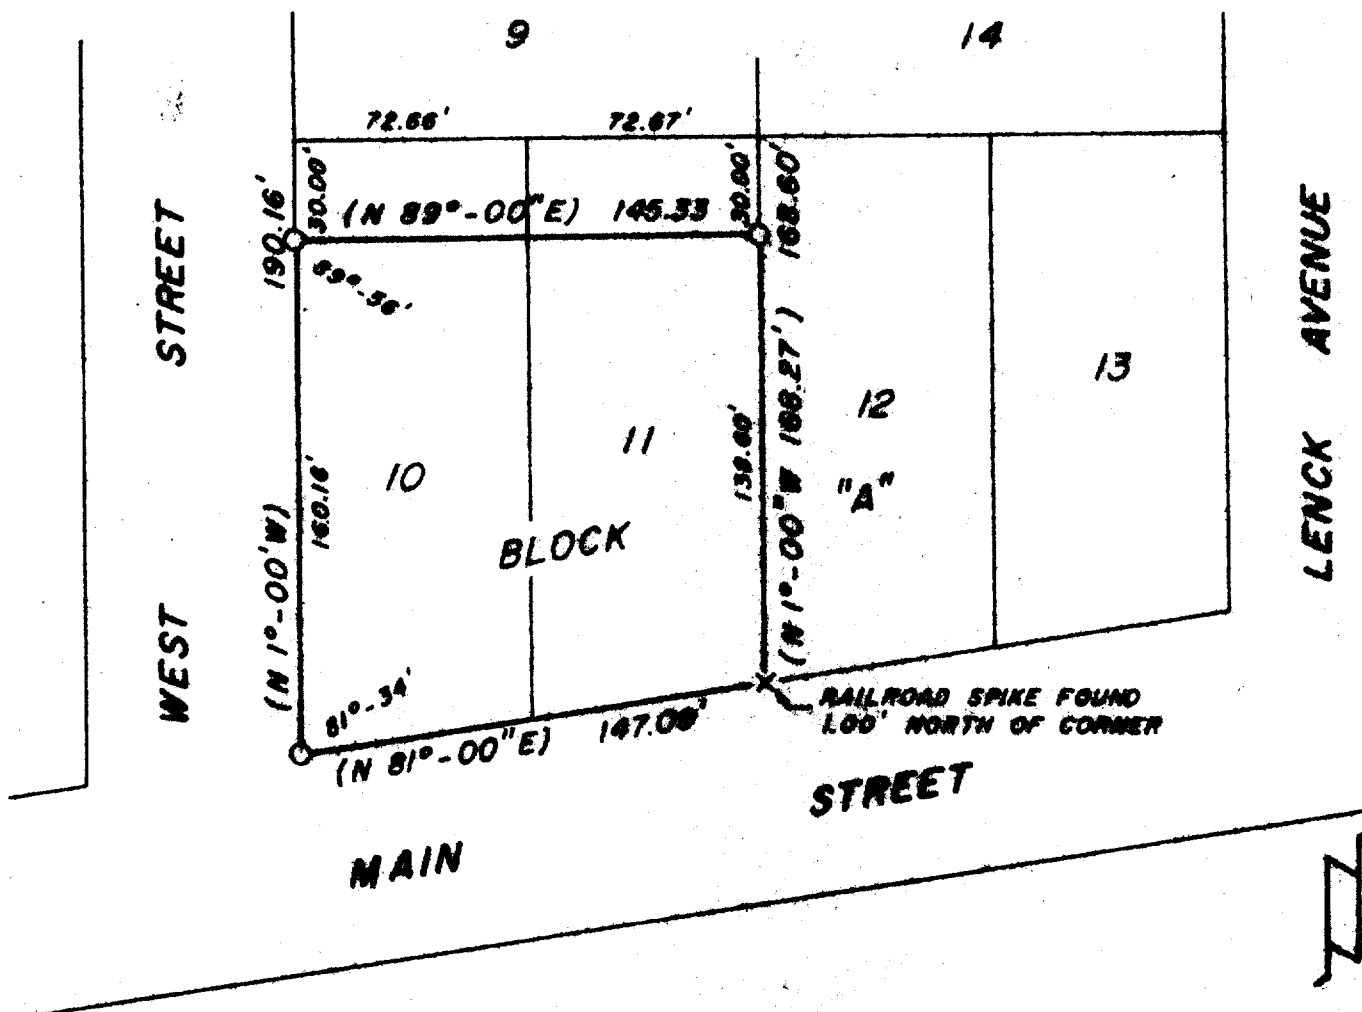 9
14
72.66'
72.67'
190.16'
30.00'
(N 89°-00"E) 145.33
30.00'
168.60'
89°-56'
(N 1°-00"W 168.27')
10
11
12
13
"A"
BLOCK
160.16'
138.60'
(N 1°-00'W)
81°-34'
(N 81°-00"E) 147.09'
RAILROAD SPIKE FOUND
1.00' NORTH OF CORNER
WEST STREET
LENCK AVENUE
MAIN STREET